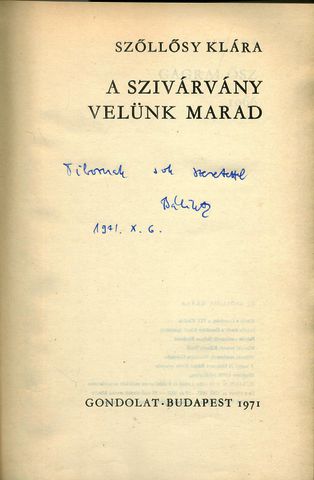 SZŐLLŐSY KLÁRA
A SZIVÁRVÁNY
VELÜNK MARAD
Tibornak sok szeretettel
1971. X. 6.
GONDOLAT · BUDAPEST 1971